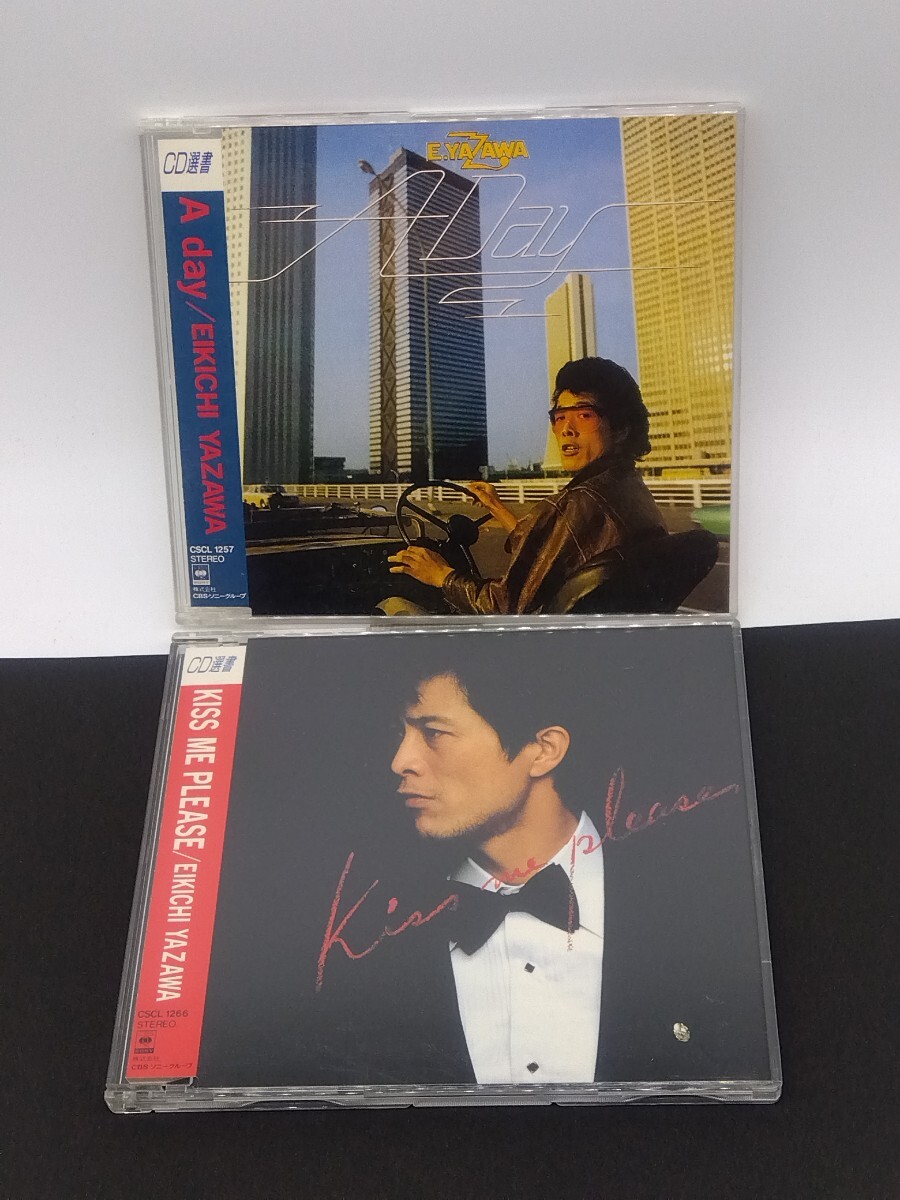 CD選書
A day/EIKICHI YAZAWA
CSCL 1257
STEREO
株式会社
CBSソニーグループ
E.YAZAWA
A Day
CD選書
KISS ME PLEASE/EIKICHI YAZAWA
CSCL 1266
STEREO
株式会社
CBSソニーグループ
Kiss me please